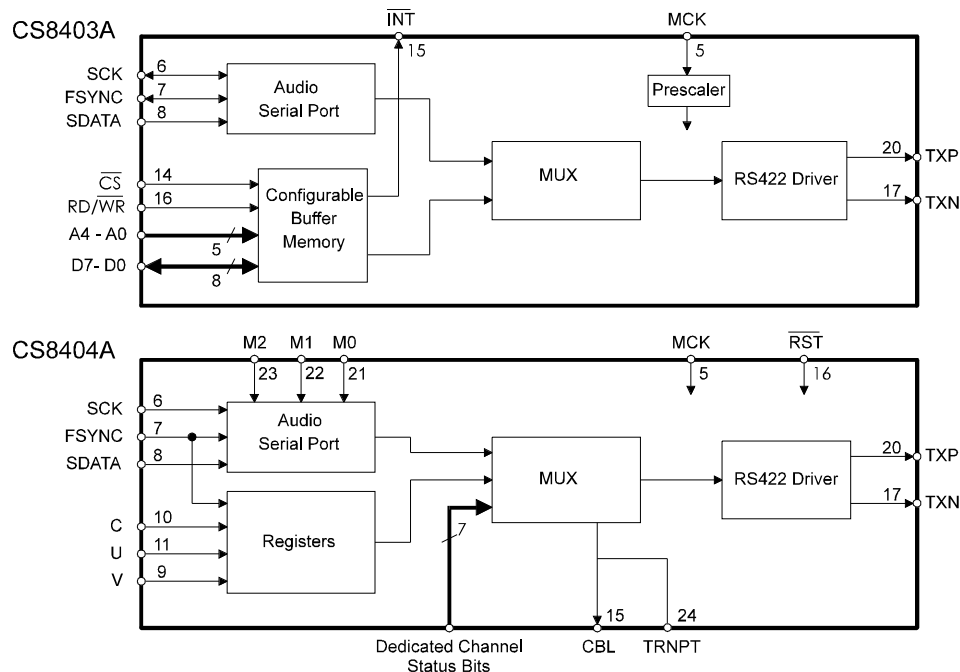 CS8403A
INT
15
MCK
5
SCK
6
FSYNC
7
SDATA
8
Audio
Serial Port
Prescaler
CS
14
RD/WR
16
A4 - A0
5
D7- D0
8
Configurable
Buffer
Memory
MUX
RS422 Driver
20
TXP
17
TXN
CS8404A
M2
M1
M0
23
22
21
MCK
5
RST
16
SCK
6
FSYNC
7
SDATA
8
Audio
Serial Port
C
10
U
11
V
9
Registers
MUX
7
RS422 Driver
20
TXP
17
TXN
15
24
Dedicated Channel
Status Bits
CBL
TRNPT